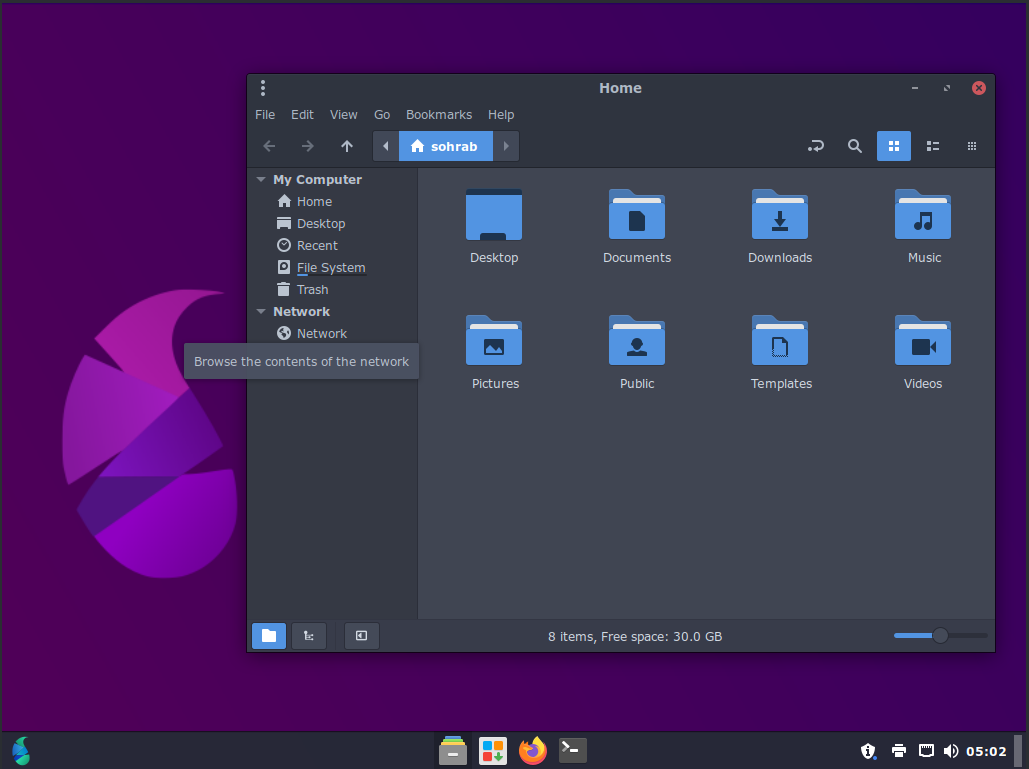 Home
File Edit View Go Bookmarks Help
sohrab
My Computer
Home
Desktop
Recent
File System
Trash
Network
Network
Browse the contents of the network
Desktop Documents Downloads Music
Pictures Public Templates Videos
8 items, Free space: 30.0 GB
05:02